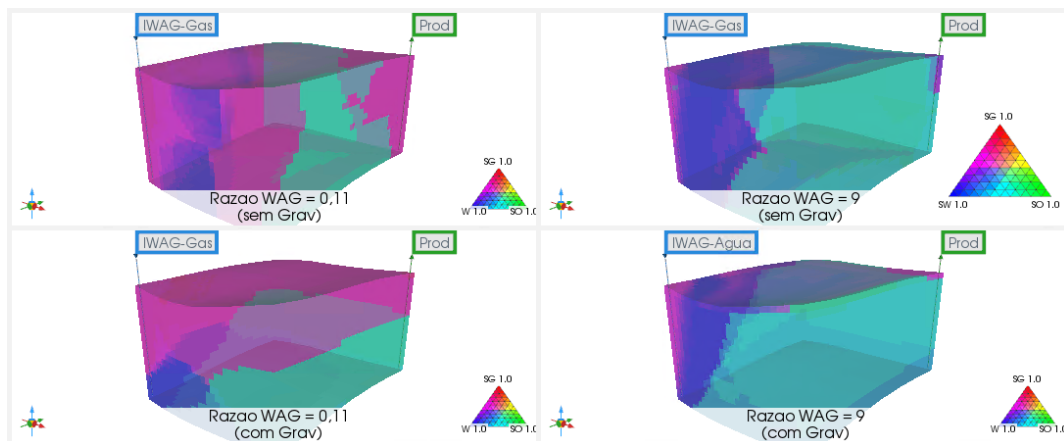 IWAG-Gas Prod
SG 1.0
W 1.0 SO 1.0
Razao WAG = 0,11
(sem Grav)
IWAG-Gas Prod
SG 1.0
SW 1.0 SO 1.0
Razao WAG = 9
(sem Grav)
IWAG-Gas Prod
SG 1.0
W 1.0 SO 1.0
Razao WAG = 0,11
(com Grav)
IWAG-Agua Prod
SG 1.0
W 1.0 SO 1.0
Razao WAG = 9
(com Grav)